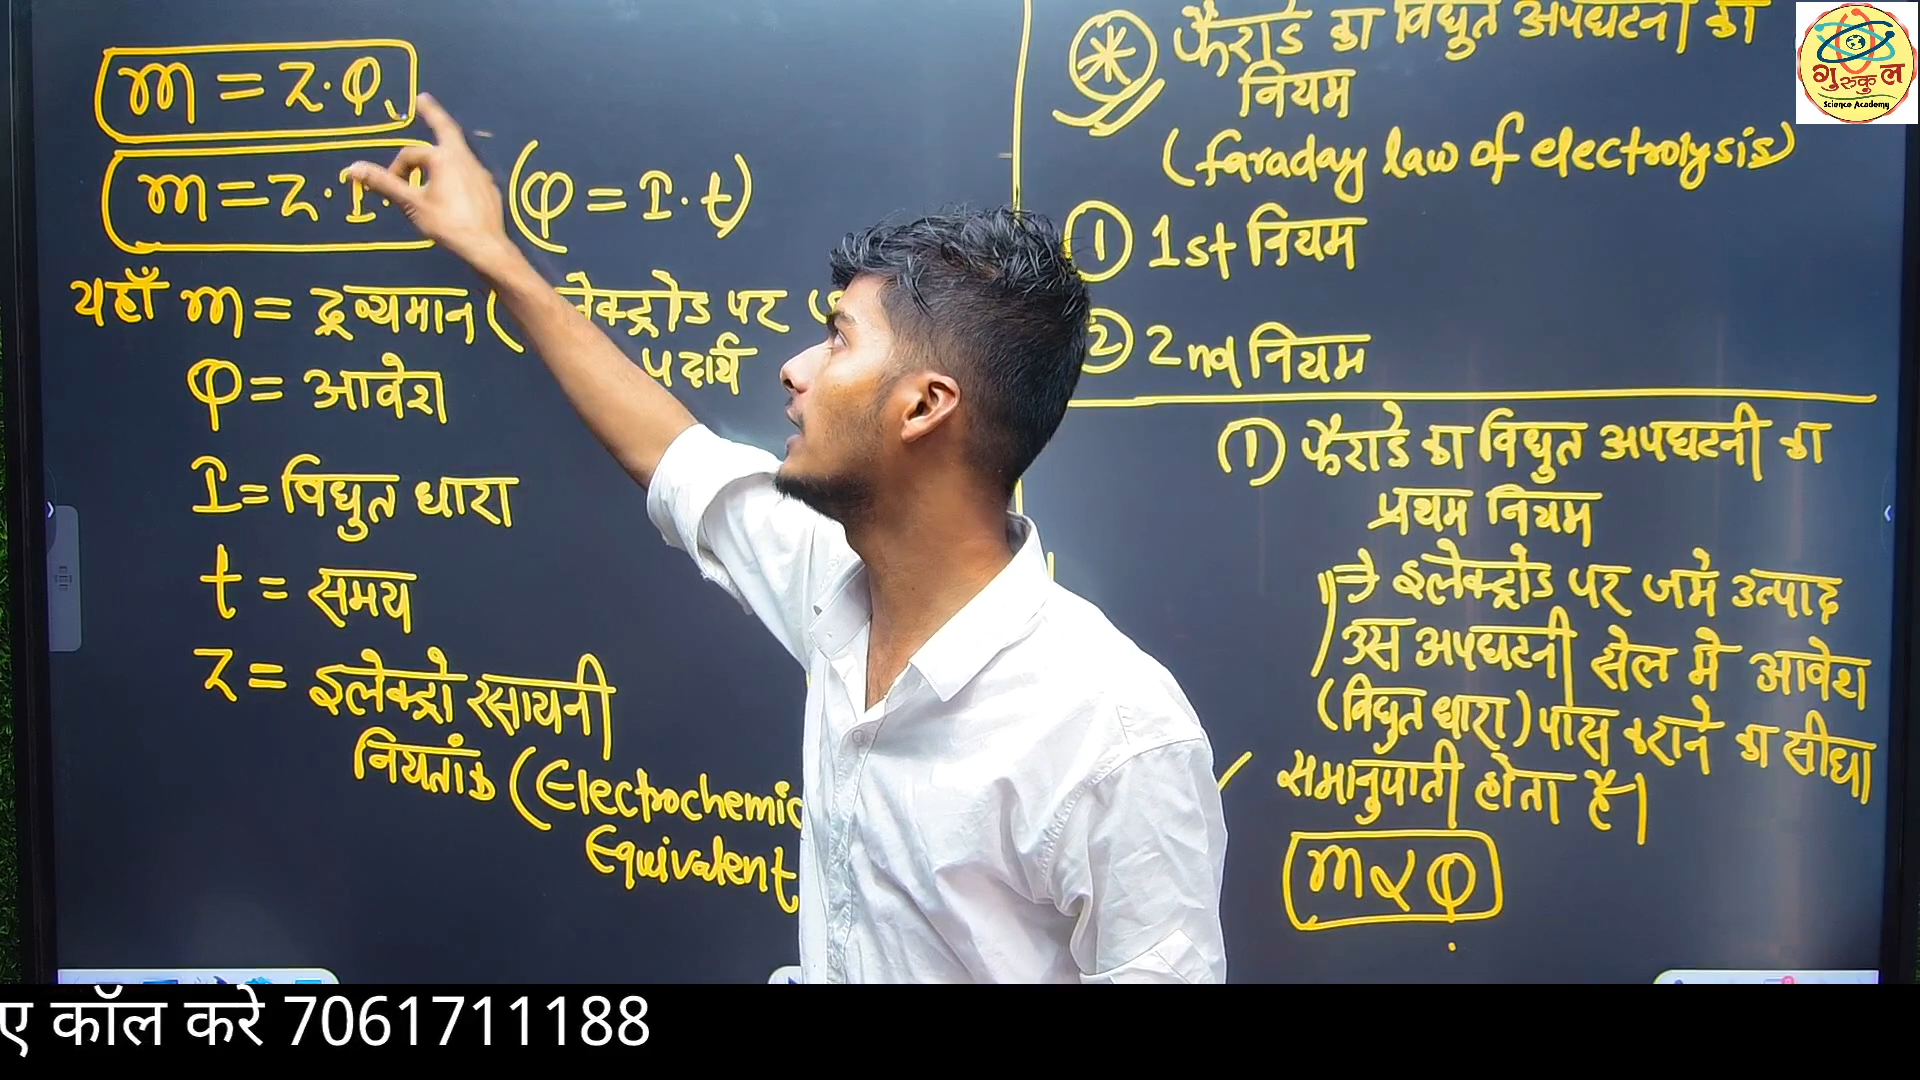 m = Z·Q
m = Z·I· (Q = I·t)
यहाँ m = द्रव्यमान ( पर
पदार्थ
Q = आवेश
I = विद्युत धारा
t = समय
Z = इलेक्ट्रो रसायनी
नियतांक (Electrochemic
Equivalent
फैराडे का विद्युत अपघटनी का
नियम
(faraday law of electrolysis)
① 1st नियम
② 2nd नियम
① फैराडे का विद्युत अपघटनी का
प्रथम नियम
→ इलेक्ट्रोड पर जमे उत्पाद
उस अपघटनी सेल मे आवेश
(विद्युत धारा) पास कराने का सीधा
समानुपाती होता है।
m ∝ Q
गुरुकुल
Science Academy
ए कॉल करे 7061711188